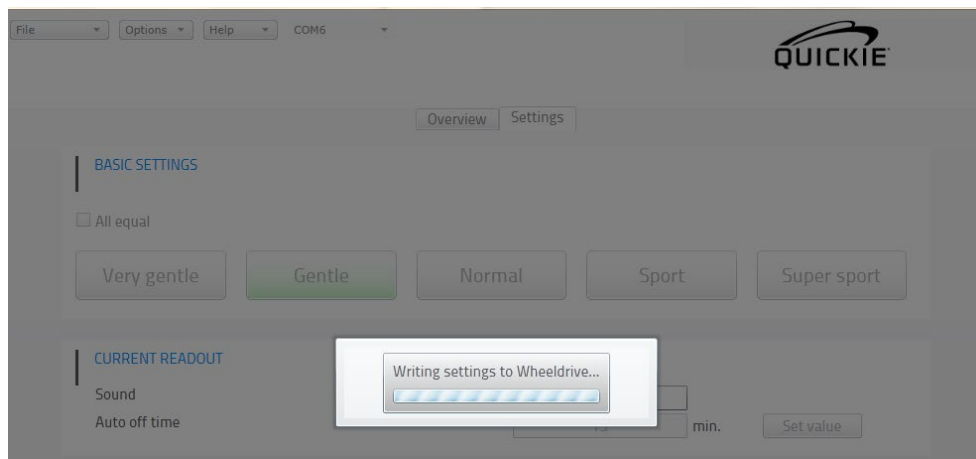 File Options Help COM6
QUICKIE
Overview Settings
BASIC SETTINGS
All equal
Very gentle Gentle Normal Sport Super sport
CURRENT READOUT
Writing settings to Wheeldrive...
Sound
Auto off time min. Set value